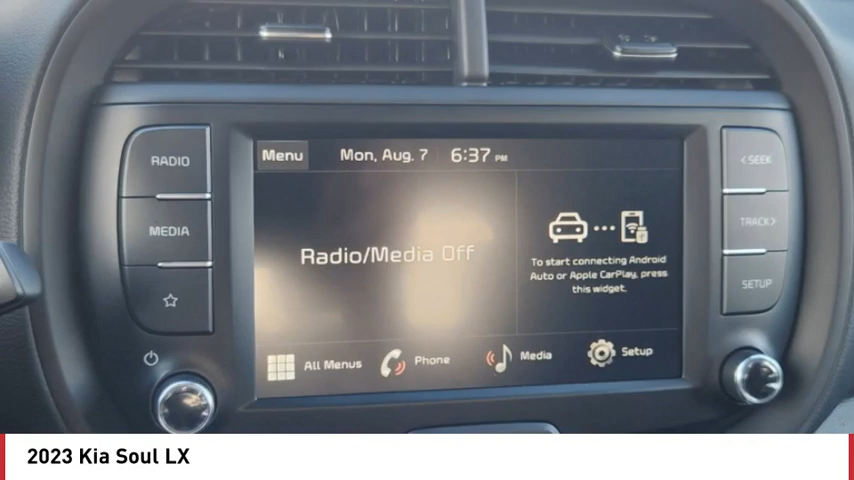 RADIO
MEDIA
Menu Mon, Aug. 7 6:37 PM
Radio/Media Off
To start connecting Android
Auto or Apple CarPlay, press
this widget.
All Menus Phone Media Setup
< SEEK
TRACK >
SETUP
2023 Kia Soul LX